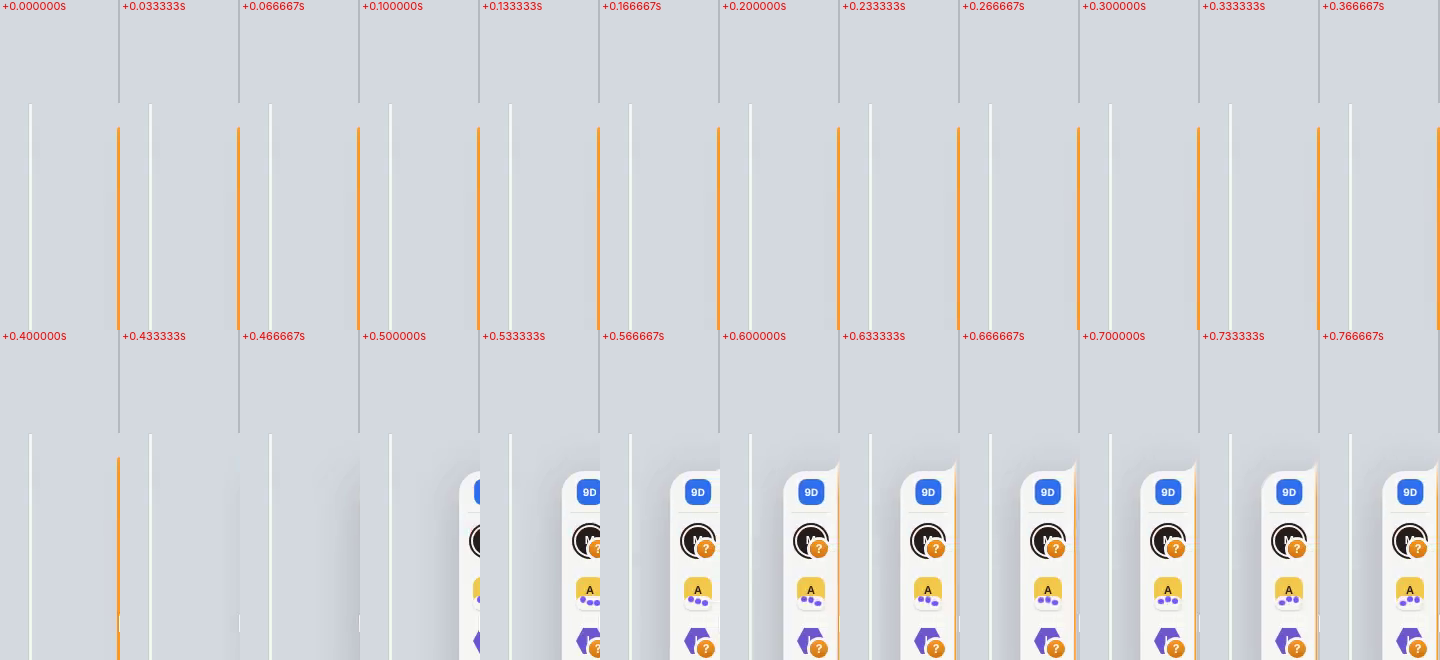 +0.000000s +0.033333s +0.066667s +0.100000s +0.133333s +0.166667s +0.200000s +0.233333s +0.266667s +0.300000s +0.333333s +0.366667s
+0.400000s +0.433333s +0.466667s +0.500000s +0.533333s +0.566667s +0.600000s +0.633333s +0.666667s +0.700000s +0.733333s +0.766667s
9D 9D 9D 9D 9D 9D 9D 9D
M M M M M M M M
? ? ? ? ? ? ? ?
A A A A A A A A
? ? ? ? ? ? ? ?